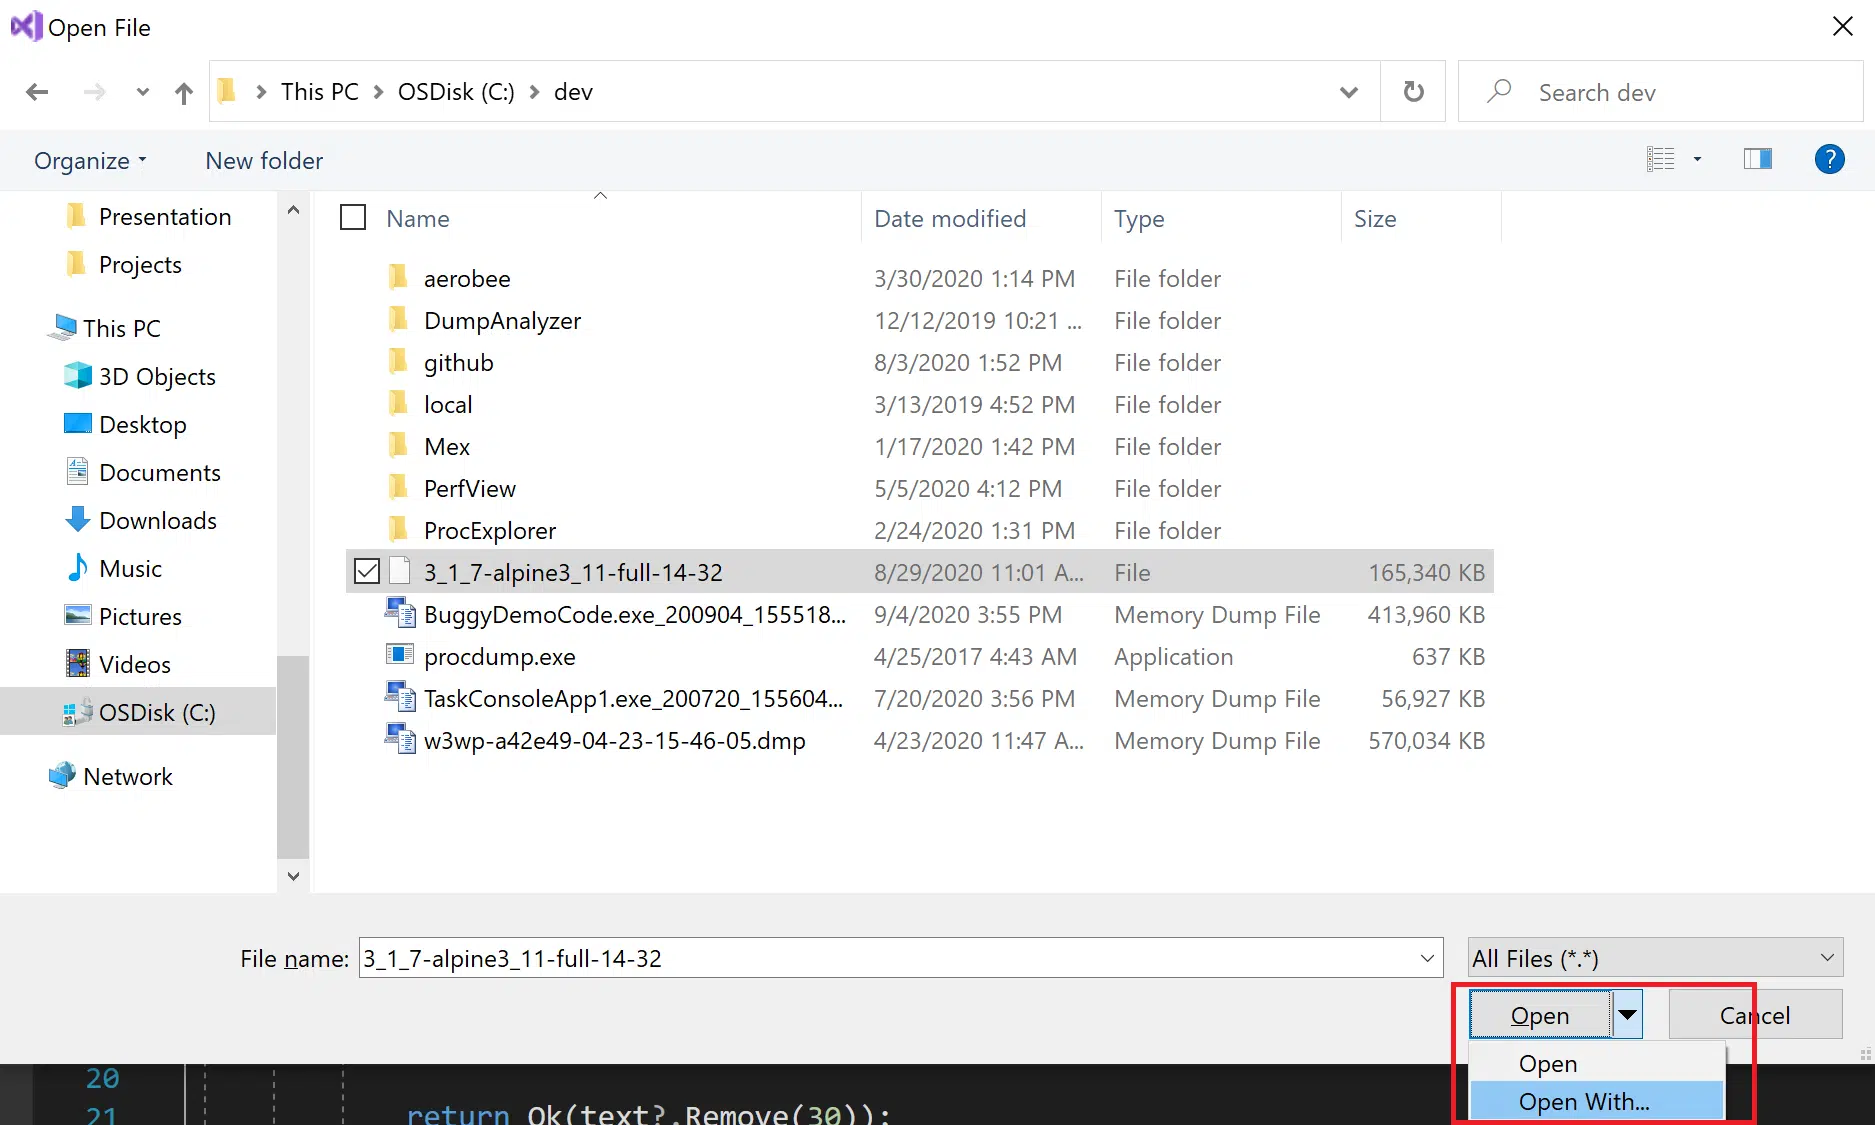 Open File
This PC OSDisk (C:) dev
Search dev
Organize New folder
?
Presentation
Projects
This PC
3D Objects
Desktop
Documents
Downloads
Music
Pictures
Videos
OSDisk (C:)
Network
Name Date modified Type Size
aerobee 3/30/2020 1:14 PM File folder
DumpAnalyzer 12/12/2019 10:21 ... File folder
github 8/3/2020 1:52 PM File folder
local 3/13/2019 4:52 PM File folder
Mex 1/17/2020 1:42 PM File folder
PerfView 5/5/2020 4:12 PM File folder
ProcExplorer 2/24/2020 1:31 PM File folder
3_1_7-alpine3_11-full-14-32 8/29/2020 11:01 A... File 165,340 KB
BuggyDemoCode.exe_200904_155518... 9/4/2020 3:55 PM Memory Dump File 413,960 KB
procdump.exe 4/25/2017 4:43 AM Application 637 KB
TaskConsoleApp1.exe_200720_155604... 7/20/2020 3:56 PM Memory Dump File 56,927 KB
w3wp-a42e49-04-23-15-46-05.dmp 4/23/2020 11:47 A... Memory Dump File 570,034 KB
File name: 3_1_7-alpine3_11-full-14-32 All Files (*.*)
Open Cancel
Open
Open With...
20
21 return Ok(text?.Remove(30));